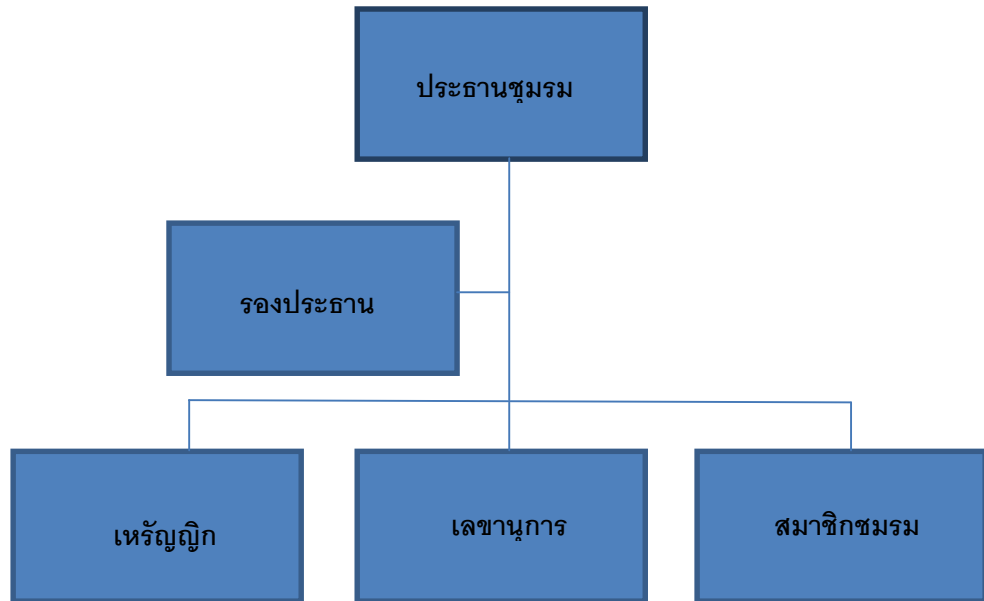 ประธานชุมรม
รองประธาน
เหรัญญิก
เลขานุการ
สมาชิกชมรม